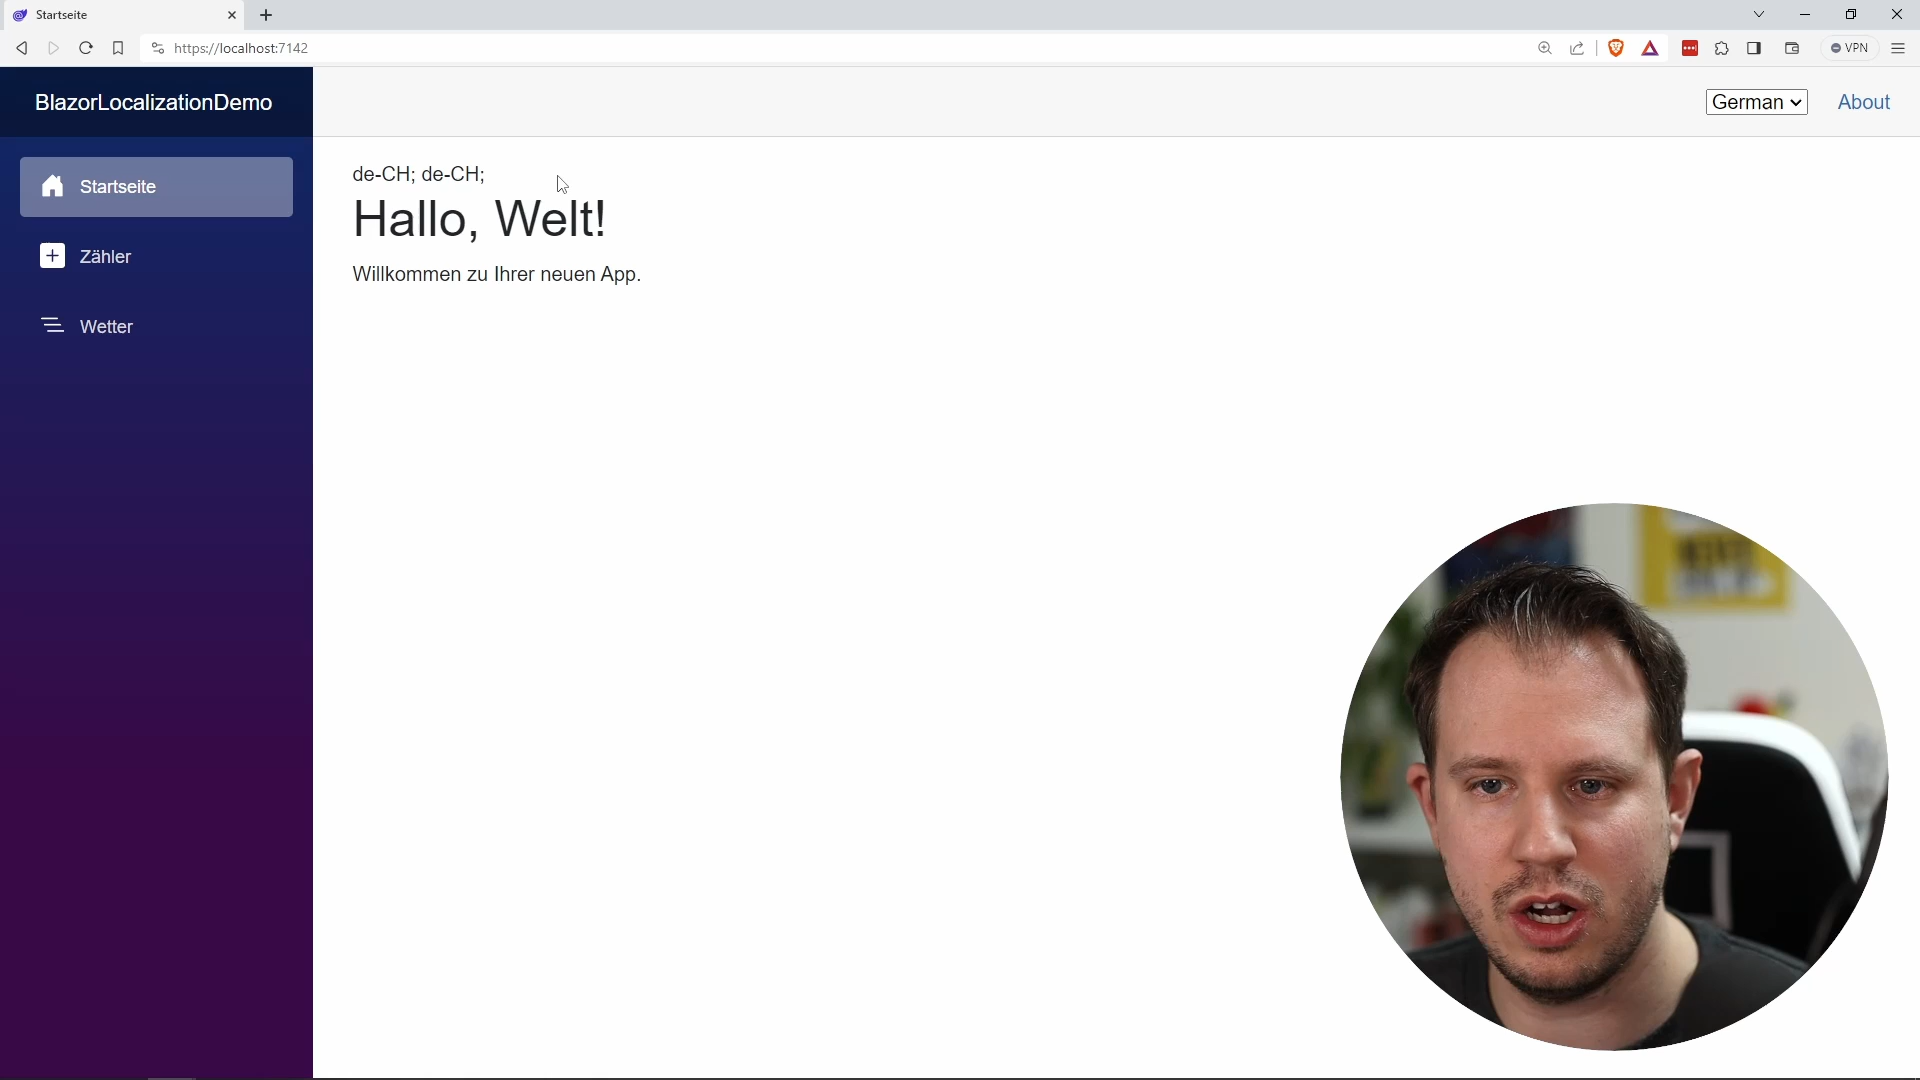 Startseite
https://localhost:7142
VPN
BlazorLocalizationDemo
German
About
Startseite
Zähler
Wetter
de-CH; de-CH;
Hallo, Welt!
Willkommen zu Ihrer neuen App.